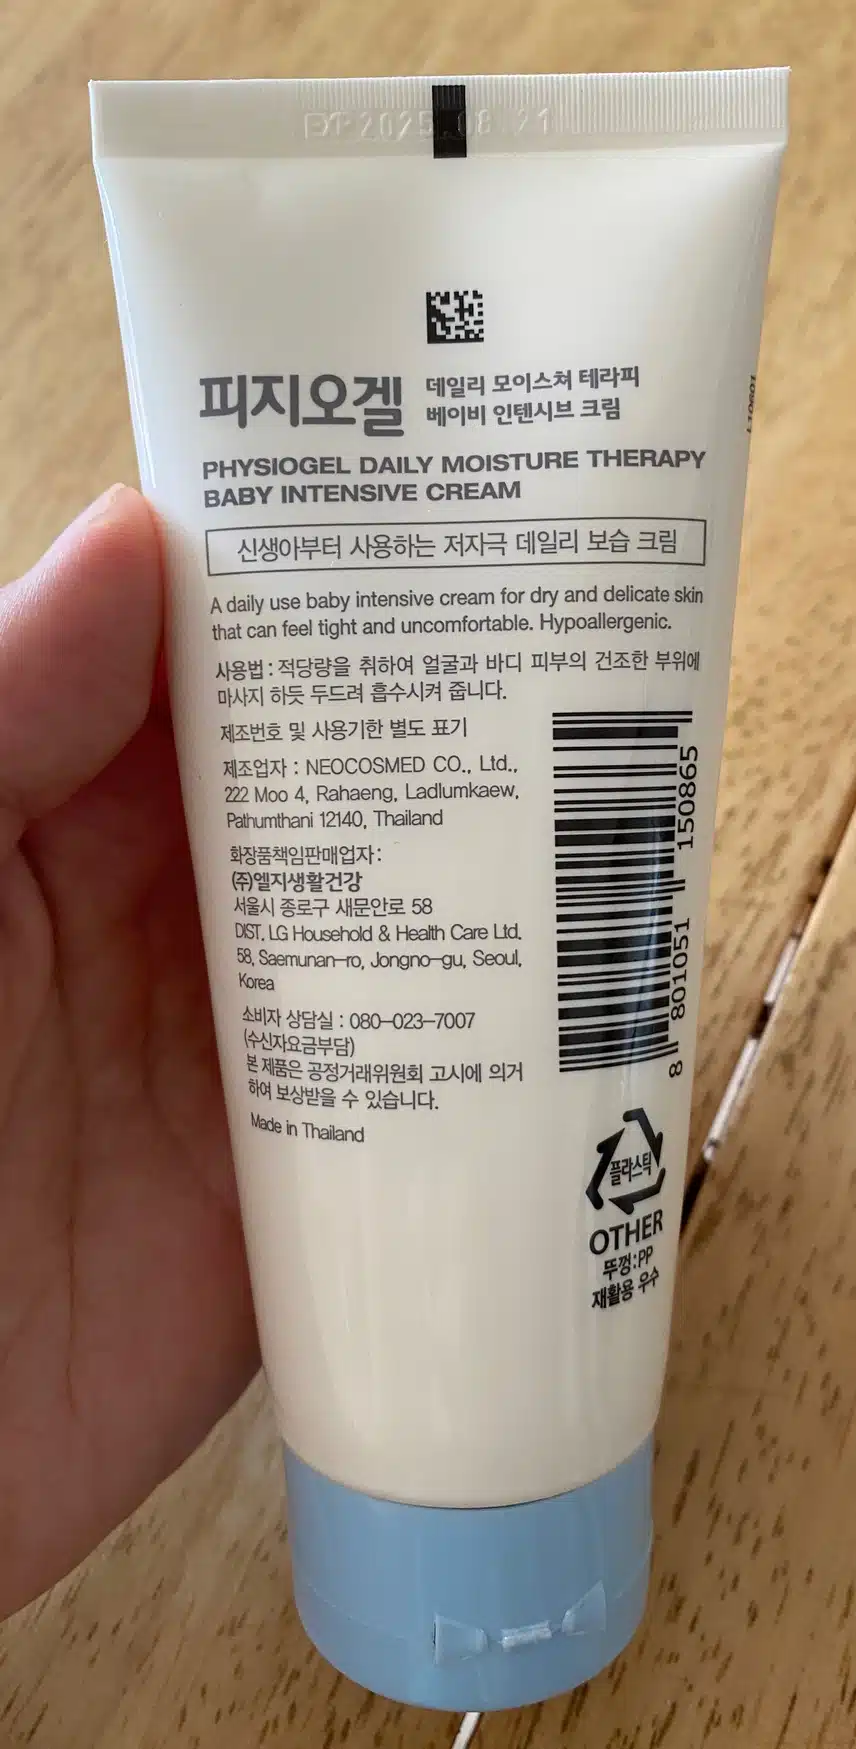 2025.08.21
피지오겔
데일리 모이스쳐 테라피
베이비 인텐시브 크림
PHYSIOGEL DAILY MOISTURE THERAPY
BABY INTENSIVE CREAM
신생아부터 사용하는 저자극 데일리 보습 크림
A daily use baby intensive cream for dry and delicate skin
that can feel tight and uncomfortable. Hypoallergenic.
사용법 : 적당량을 취하여 얼굴과 바디 피부의 건조한 부위에
마사지 하듯 두드려 흡수시켜 줍니다.
제조번호 및 사용기한 별도 표기
제조업자 : NEOCOSMED CO., Ltd.,
222 Moo 4, Rahaeng, Ladlumkaew,
Pathumthani 12140, Thailand
화장품책임판매업자:
(주)엘지생활건강
서울시 종로구 새문안로 58
DIST. LG Household & Health Care Ltd.
58, Saemunan-ro, Jongno-gu, Seoul,
Korea
소비자 상담실 : 080-023-7007
(수신자요금부담)
본 제품은 공정거래위원회 고시에 의거
하여 보상받을 수 있습니다.
Made in Thailand
8 801051 150865
플라스틱
OTHER
뚜껑:PP
재활용 우수